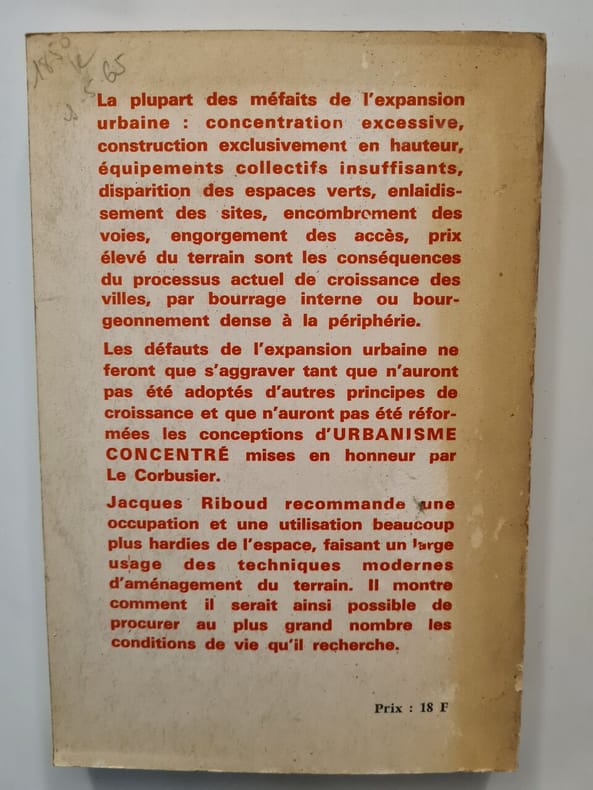 1850
5.65
La plupart des méfaits de l'expansion
urbaine : concentration excessive,
construction exclusivement en hauteur,
équipements collectifs insuffisants,
disparition des espaces verts, enlaidis-
sement des sites, encombrement des
voies, engorgement des accès, prix
élevé du terrain sont les conséquences
du processus actuel de croissance des
villes, par bourrage interne ou bour-
geonnement dense à la périphérie.
Les défauts de l'expansion urbaine ne
feront que s'aggraver tant que n'auront
pas été adoptés d'autres principes de
croissance et que n'auront pas été réfor-
mées les conceptions d'URBANISME
CONCENTRÉ mises en honneur par
Le Corbusier.
Jacques Riboud recommande une
occupation et une utilisation beaucoup
plus hardies de l'espace, faisant un large
usage des techniques modernes
d'aménagement du terrain. Il montre
comment il serait ainsi possible de
procurer au plus grand nombre les
conditions de vie qu'il recherche.
Prix : 18 F